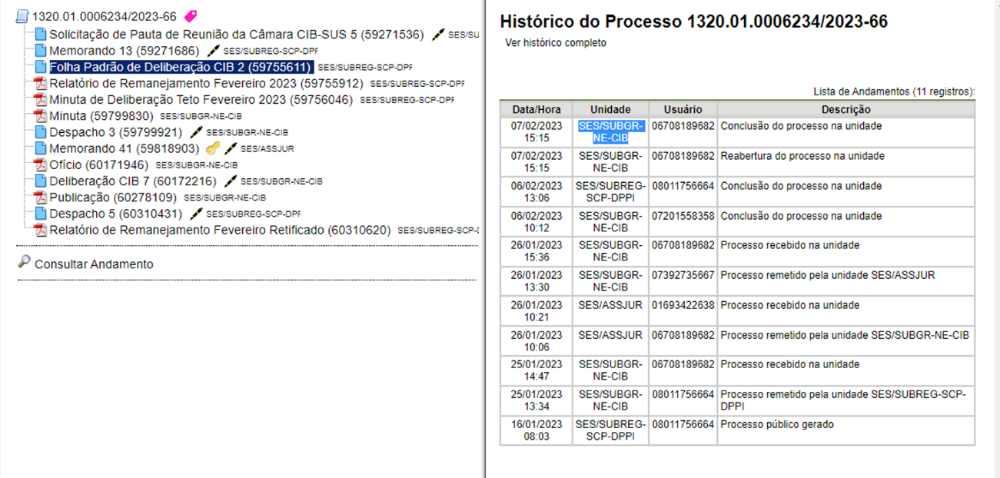 1320.01.0006234/2023-66
Solicitação de Pauta de Reunião da Câmara CIB-SUS 5 (59271536) SES/SU
Memorando 13 (59271686) SES/SUBREG-SCP-DPF
Folha Padrão de Deliberação CIB 2 (59755611) SES/SUBREG-SCP-DPF
Relatório de Remanejamento Fevereiro 2023 (59755912) SES/SUBREG-SCP-DPF
Minuta de Deliberação Teto Fevereiro 2023 (59756046) SES/SUBREG-SCP-DPF
Minuta (59799830) SES/SUBGR-NE-CIB
Despacho 3 (59799921) SES/SUBGR-NE-CIB
Memorando 41 (59818903) SES/ASSJUR
Ofício (60171946) SES/SUBGR-NE-CIB
Deliberação CIB 7 (60172216) SES/SUBGR-NE-CIB
Publicação (60278109) SES/SUBGR-NE-CIB
Despacho 5 (60310431) SES/SUBREG-SCP-DPF
Relatório de Remanejamento Fevereiro Retificado (60310620) SES/SUBREG-SCP-D
Consultar Andamento
Histórico do Processo 1320.01.0006234/2023-66
Ver histórico completo
Lista de Andamentos (11 registros):
Data/Hora Unidade Usuário Descrição
07/02/2023 SES/SUBGR- 06708189682 Conclusão do processo na unidade
15:15 NE-CIB
07/02/2023 SES/SUBGR- 06708189682 Reabertura do processo na unidade
15:15 NE-CIB
06/02/2023 SES/SUBREG- 08011756664 Conclusão do processo na unidade
13:06 SCP-DPPI
06/02/2023 SES/SUBGR- 07201558358 Conclusão do processo na unidade
10:12 NE-CIB
26/01/2023 SES/SUBGR- 06708189682 Processo recebido na unidade
15:36 NE-CIB
26/01/2023 SES/SUBGR- 07392735667 Processo remetido pela unidade SES/ASSJUR
13:30 NE-CIB
26/01/2023 SES/ASSJUR 01693422638 Processo recebido na unidade
10:21
26/01/2023 SES/ASSJUR 06708189682 Processo remetido pela unidade SES/SUBGR-NE-CIB
10:06
25/01/2023 SES/SUBGR- 06708189682 Processo recebido na unidade
14:47 NE-CIB
25/01/2023 SES/SUBGR- 08011756664 Processo remetido pela unidade SES/SUBREG-SCP-
13:34 NE-CIB DPPI
16/01/2023 SES/SUBREG- 08011756664 Processo público gerado
08:03 SCP-DPPI